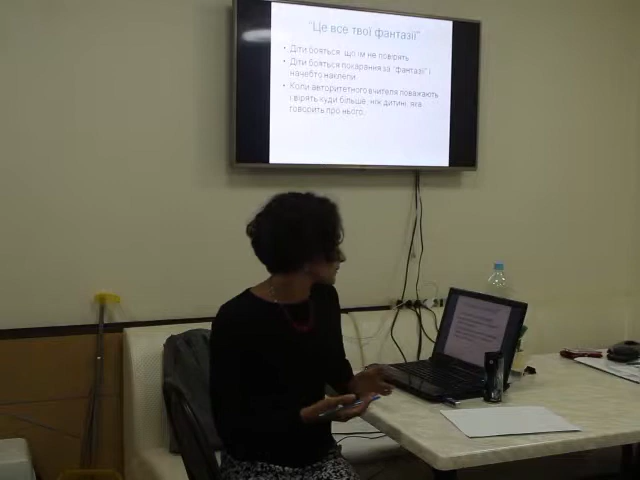 "Це все твої фантазії"
• Діти бояться, що їм не повірять
• Діти бояться покарання за "фантазії" і
начебто наклепи.
• Коли авторитетного вчителя поважають
і вірять куди більше, ніж дитині, яка
говорить про нього.